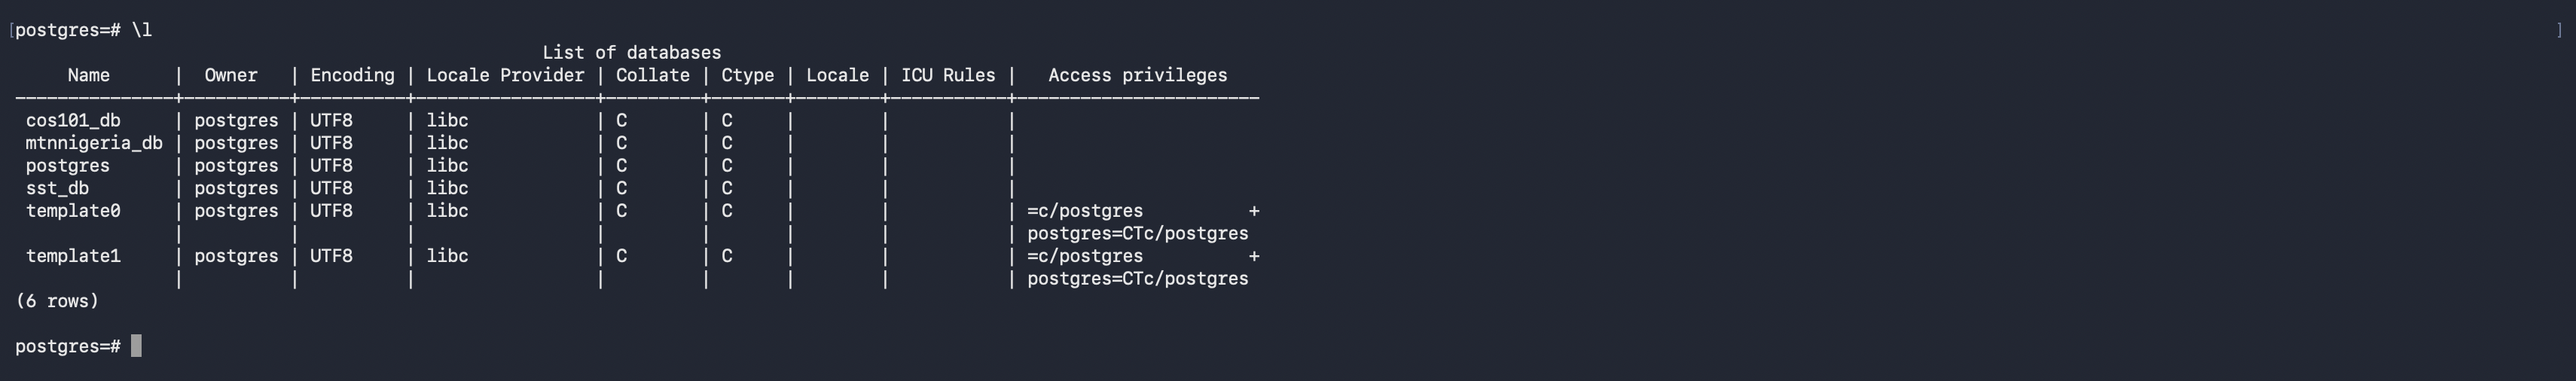 [postgres=# \l ]
                                                  List of databases
     Name      |  Owner   | Encoding | Locale Provider | Collate | Ctype | Locale | ICU Rules |   Access privileges
---------------+----------+----------+-----------------+---------+-------+--------+-----------+-----------------------
 cos101_db     | postgres | UTF8     | libc            | C       | C     |        |           |
 mtnnigeria_db | postgres | UTF8     | libc            | C       | C     |        |           |
 postgres      | postgres | UTF8     | libc            | C       | C     |        |           |
 sst_db        | postgres | UTF8     | libc            | C       | C     |        |           |
 template0     | postgres | UTF8     | libc            | C       | C     |        |           | =c/postgres          +
               |          |          |                 |         |       |        |           | postgres=CTc/postgres
 template1     | postgres | UTF8     | libc            | C       | C     |        |           | =c/postgres          +
               |          |          |                 |         |       |        |           | postgres=CTc/postgres
(6 rows)
postgres=#